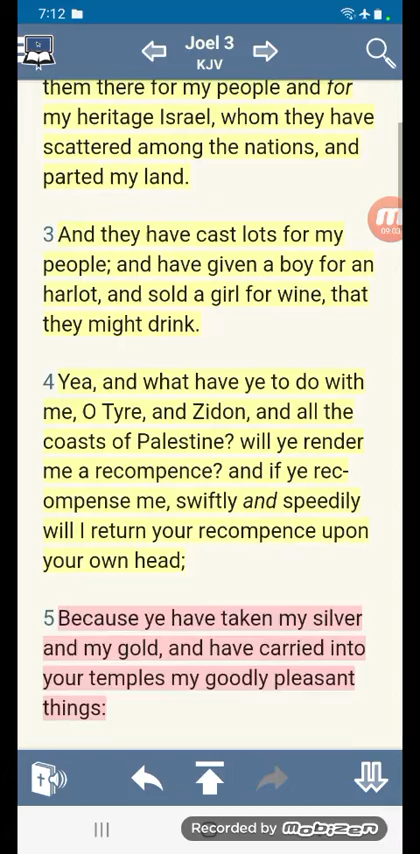 7:12
Joel 3
KJV
them there for my people and for
my heritage Israel, whom they have
scattered among the nations, and
parted my land.
3 And they have cast lots for my
people; and have given a boy for an
harlot, and sold a girl for wine, that
they might drink.
4 Yea, and what have ye to do with
me, O Tyre, and Zidon, and all the
coasts of Palestine? will ye render
me a recompence? and if ye rec-
ompense me, swiftly and speedily
will I return your recompence upon
your own head;
5 Because ye have taken my silver
and my gold, and have carried into
your temples my goodly pleasant
things:
Recorded by mobizen